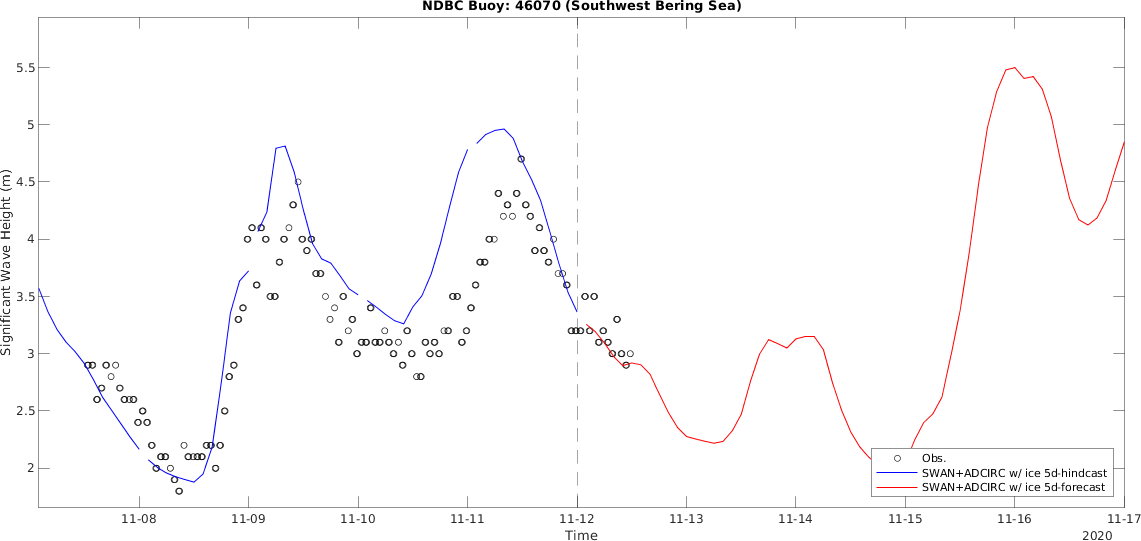 NDBC Buoy: 46070 (Southwest Bering Sea)
Significant Wave Height (m)
5.5
5
4.5
4
3.5
3
2.5
2
Obs.
SWAN+ADCIRC w/ ice 5d-hindcast
SWAN+ADCIRC w/ ice 5d-forecast
11-08 11-09 11-10 11-11 11-12 11-13 11-14 11-15 11-16 11-17
Time
2020